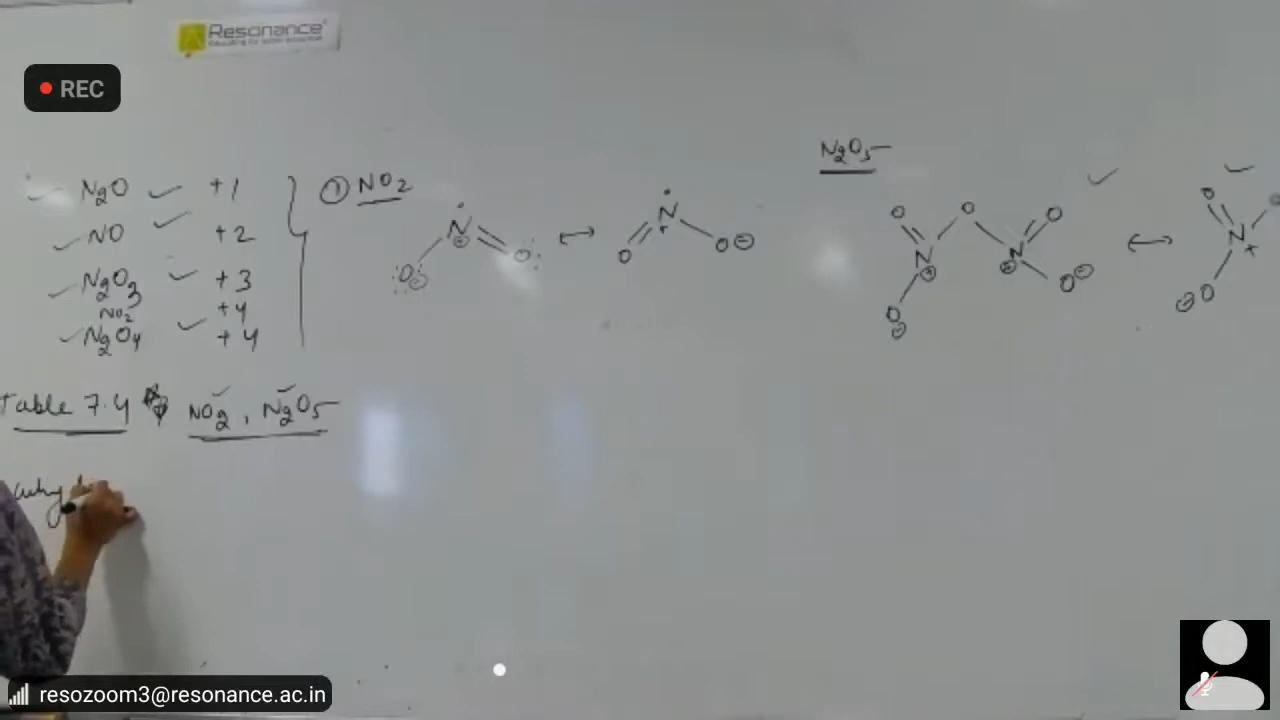 Resonance
REC
N2O +1
NO +2
N2O3 +3
NO2 +4
N2O4 +4
① NO2
N ⊕ O ⊖ O ↔ N + O O ⊖
N2O5
O O O N ⊕ N ⊕ O ⊖ O ⊖ ↔ O O N + ⊖ O
Table 7.4 NO2, N2O5
Why
resozoom3@resonance.ac.in